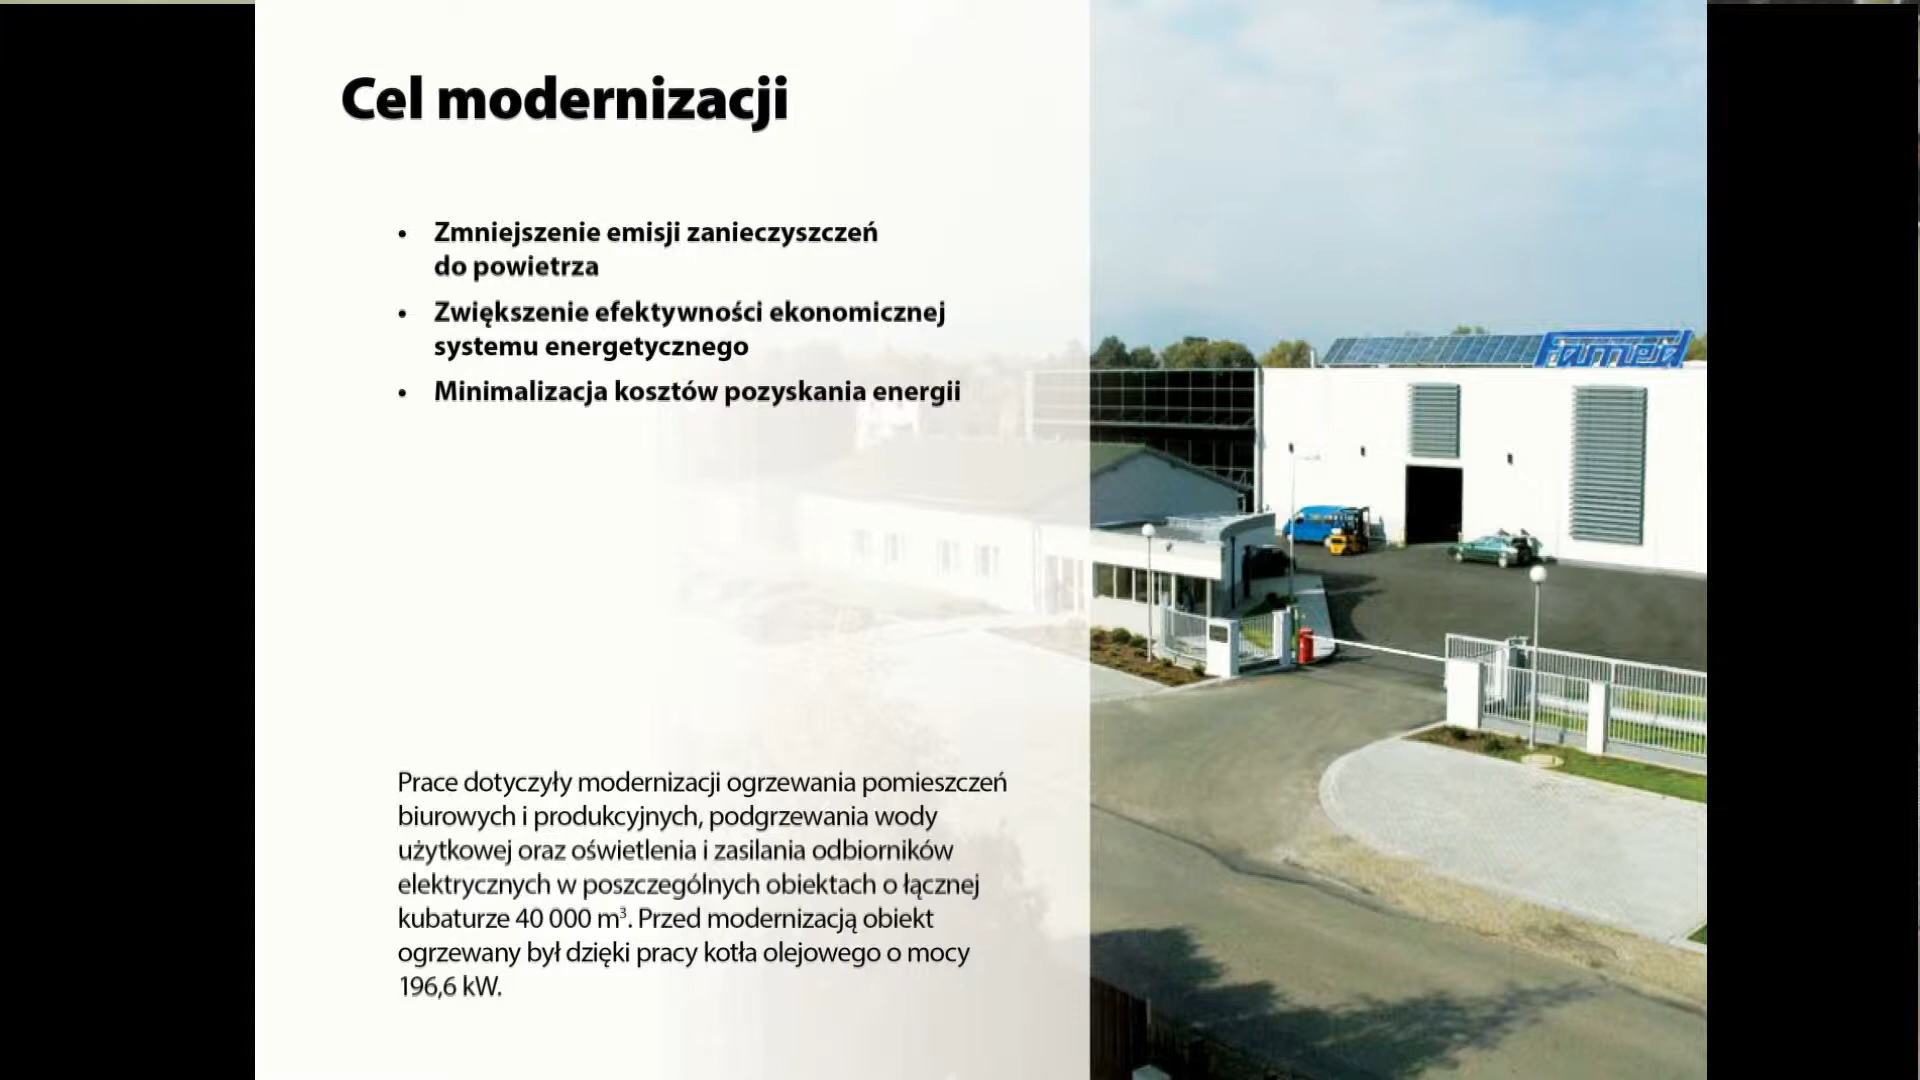 Cel modernizacji
• Zmniejszenie emisji zanieczyszczeń
do powietrza
• Zwiększenie efektywności ekonomicznej
systemu energetycznego
• Minimalizacja kosztów pozyskania energii
Famed
Prace dotyczyły modernizacji ogrzewania pomieszczeń
biurowych i produkcyjnych, podgrzewania wody
użytkowej oraz oświetlenia i zasilania odbiorników
elektrycznych w poszczególnych obiektach o łącznej
kubaturze 40 000 m³. Przed modernizacją obiekt
ogrzewany był dzięki pracy kotła olejowego o mocy
196,6 kW.